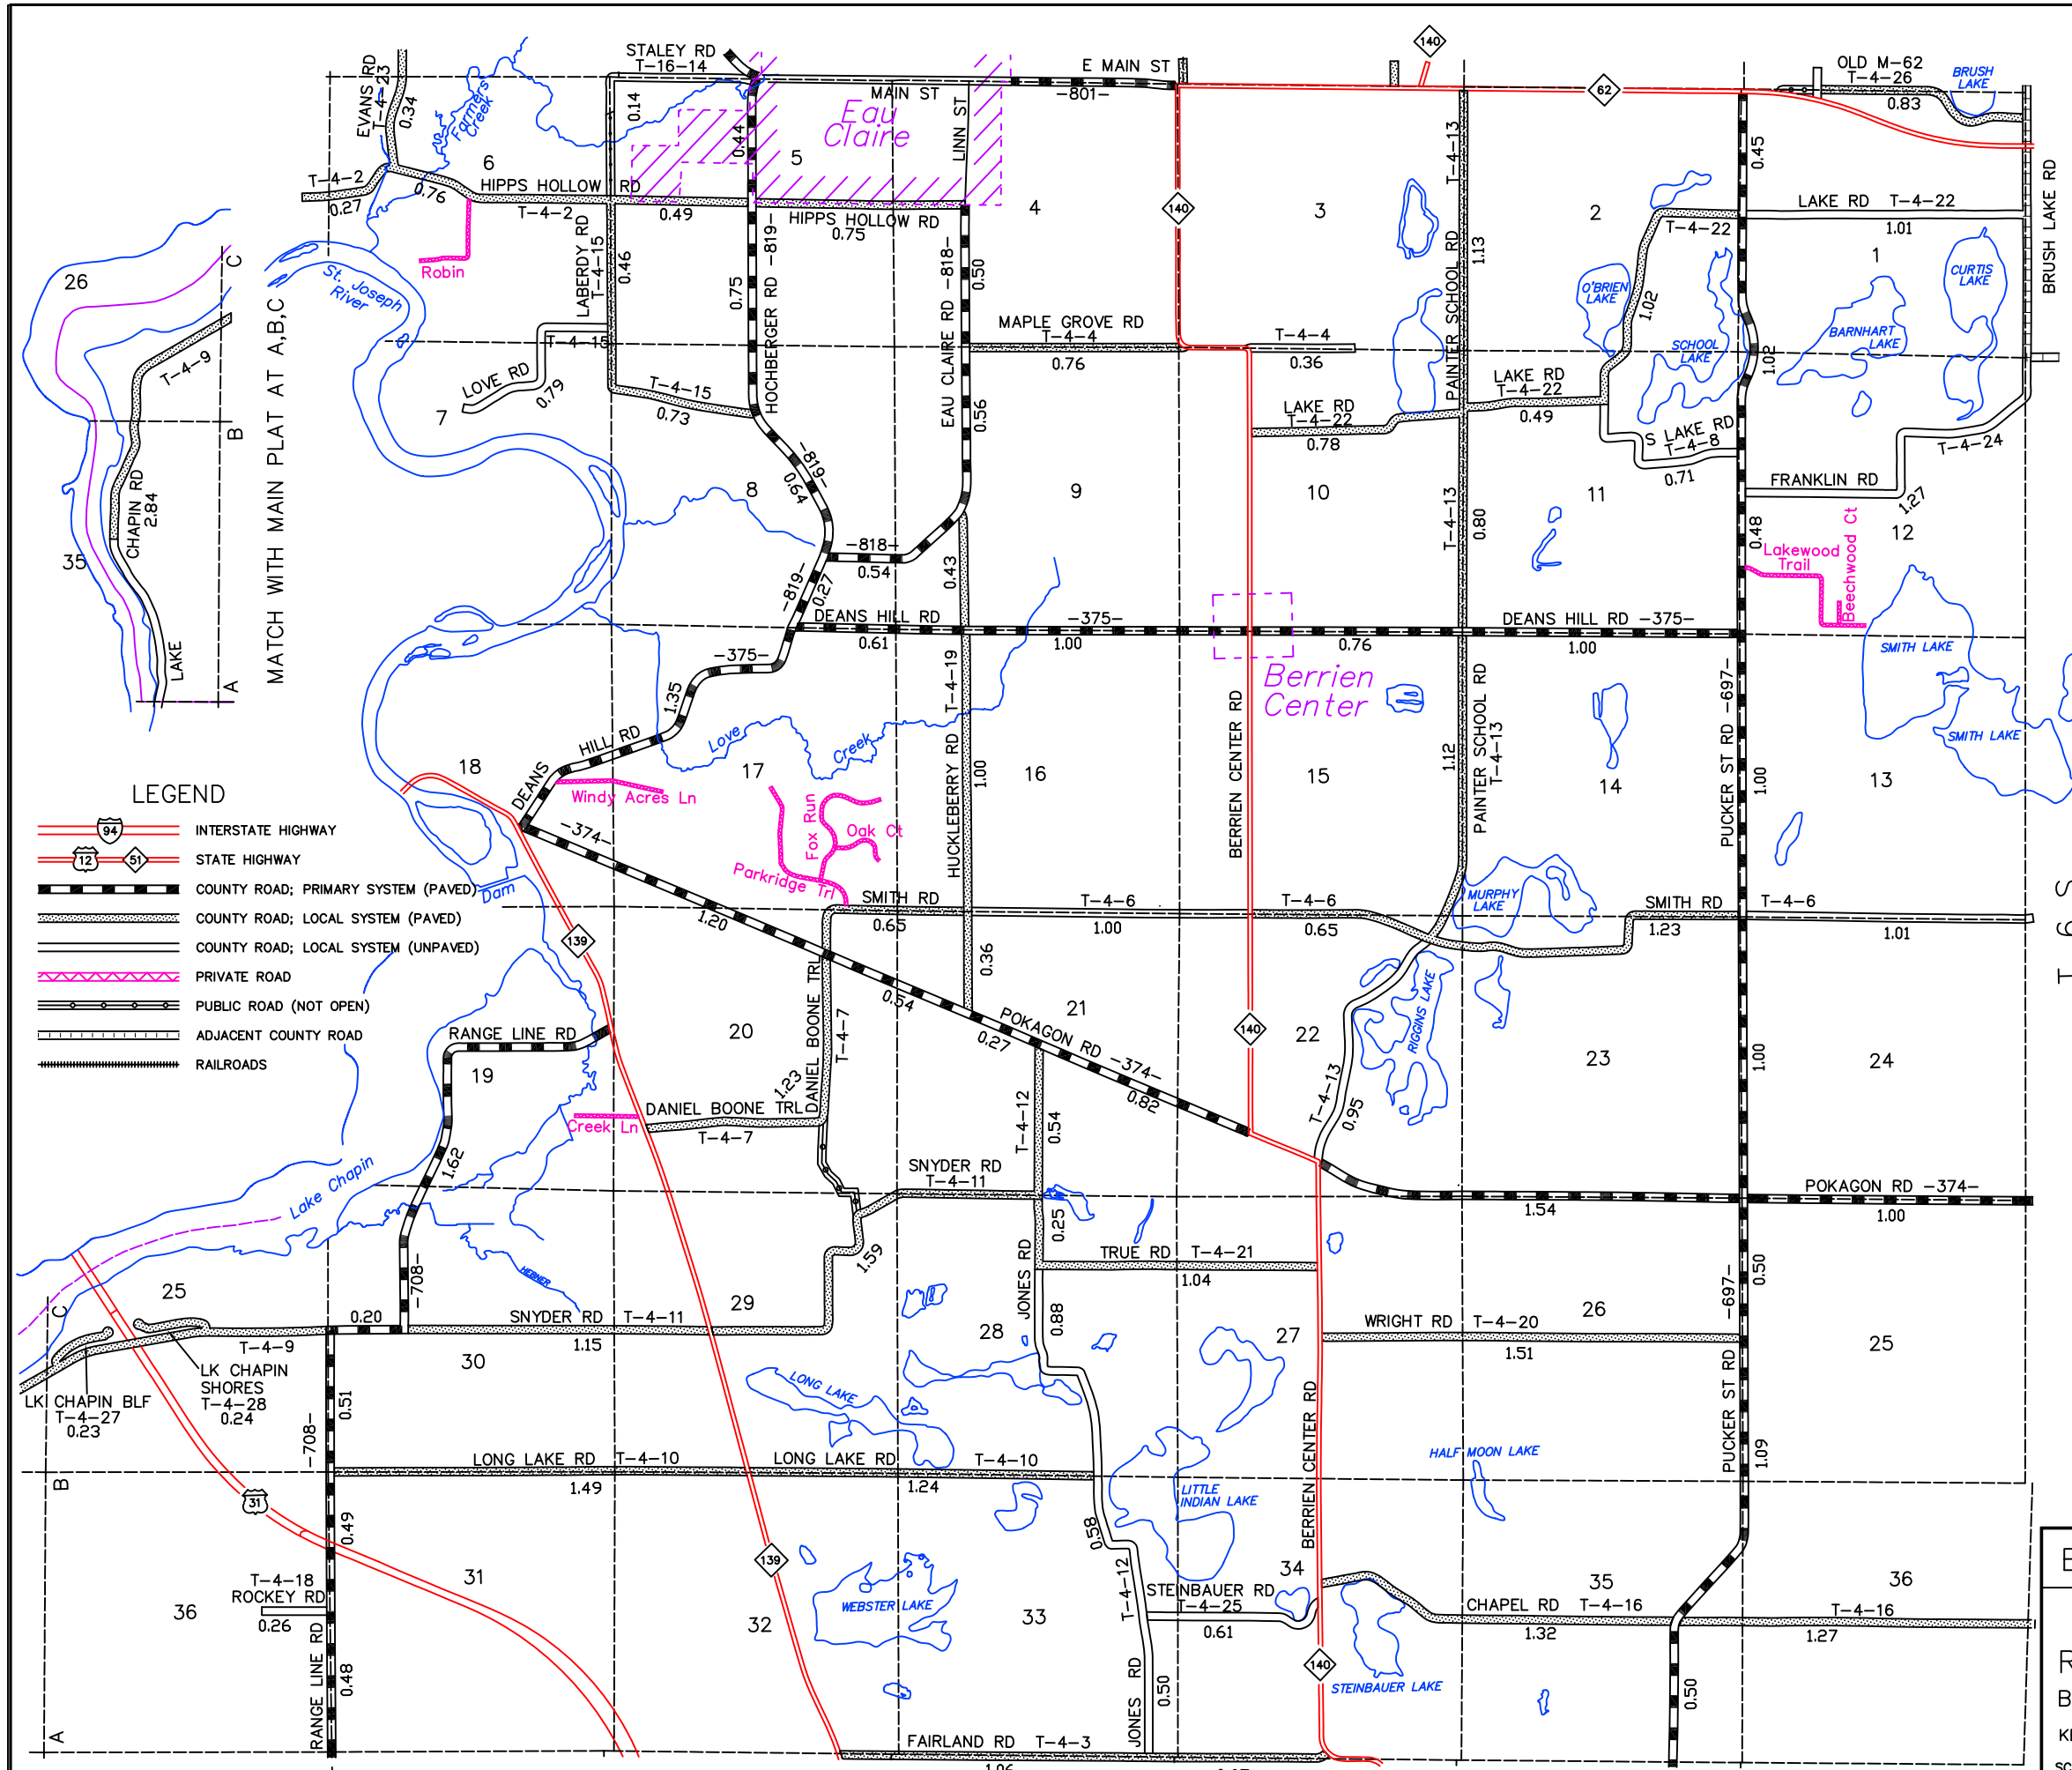 STALEY RD
T-16-14
E MAIN ST
140
OLD M-62
T-4-26
BRUSH
LAKE
0.83
EVANS RD
T-4-23
0.34
Farmers
Creek
0.14
MAIN ST
-801-
62
Eau
Claire
LINN ST
0.44
T-4-13
0.45
6
5
4
3
2
1
T-4-2
0.27
0.76
HIPPS HOLLOW RD
T-4-2
0.49
HIPPS HOLLOW RD
0.75
140
LAKE RD T-4-22
1.01
T-4-22
BRUSH LAKE RD
Robin
LABERDY RD
T-4-15
0.46
0.75
HOCHBERGER RD -819-
EAU CLAIRE RD -818-
0.50
PAINTER SCHOOL RD
1.13
O'BRIEN
LAKE
1.02
CURTIS
LAKE
26
C
St. Joseph
River
MATCH WITH MAIN PLAT AT A,B,C
T-4-9
MAPLE GROVE RD
T-4-4
0.76
T-4-4
0.36
SCHOOL
LAKE
BARNHART
LAKE
1.02
T-4-15
LOVE RD
0.79
T-4-15
0.73
0.56
LAKE RD
T-4-22
0.49
LAKE RD
T-4-22
0.78
S LAKE RD
T-4-8
0.71
T-4-24
7
B
CHAPIN RD
2.84
8
-819-
0.64
9
10
11
FRANKLIN RD
1.27
12
T-4-13
0.80
0.48
35
-818-
0.54
0.43
-819-
0.27
Lakewood
Trail
Beechwood Ct
DEANS HILL RD
0.61
-375-
1.00
0.76
DEANS HILL RD -375-
1.00
LAKE
A
-375-
1.35
T-4-19
Berrien
Center
SMITH LAKE
SMITH LAKE
HILL RD
DEANS
Love
Creek
HUCKLEBERRY RD
1.00
BERRIEN CENTER RD
1.12
PAINTER SCHOOL RD
T-4-13
PUCKER ST RD -697-
1.00
18
17
16
15
14
13
Windy Acres Ln
Fox Run
Oak Ct
Parkridge Trl
LEGEND
94
INTERSTATE HIGHWAY
12
51
STATE HIGHWAY
COUNTY ROAD; PRIMARY SYSTEM (PAVED)
COUNTY ROAD; LOCAL SYSTEM (PAVED)
COUNTY ROAD; LOCAL SYSTEM (UNPAVED)
PRIVATE ROAD
PUBLIC ROAD (NOT OPEN)
ADJACENT COUNTY ROAD
RAILROADS
Dam
-374-
1.20
139
SMITH RD
0.65
T-4-6
1.00
T-4-6
0.65
MURPHY
LAKE
SMITH RD
1.23
T-4-6
1.01
T 6 S
0.36
0.54
RANGE LINE RD
19
20
DANIEL BOONE TRL
T-4-7
1.23
21
POKAGON RD -374-
0.27
0.82
140
22
RIGGINS LAKE
23
1.00
24
DANIEL BOONE TRL
T-4-7
Creek Ln
T-4-12
0.54
T-4-13
0.95
1.62
Lake Chapin
SNYDER RD
T-4-11
0.25
1.54
POKAGON RD -374-
1.00
TRUE RD T-4-21
1.04
1.59
-708-
25
C
0.20
SNYDER RD T-4-11
1.15
29
28
JONES RD
0.88
27
WRIGHT RD T-4-20
1.51
26
-697-
0.50
25
T-4-9
30
LK CHAPIN
SHORES
T-4-28
0.24
LK CHAPIN BLF
T-4-27
0.23
-708-
0.51
LONG LAKE
BERRIEN CENTER RD
PUCKER ST RD
1.09
HALF MOON LAKE
B
31
LONG LAKE RD T-4-10
1.49
LONG LAKE RD
1.24
T-4-10
LITTLE
INDIAN LAKE
0.49
0.58
139
T-4-18
ROCKEY RD
0.26
36
31
32
WEBSTER LAKE
33
T-4-12
STEINBAUER RD
T-4-25
0.61
34
35
CHAPEL RD T-4-16
1.32
36
T-4-16
1.27
RANGE LINE RD
0.48
JONES RD
0.50
140
STEINBAUER LAKE
0.50
A
FAIRLAND RD T-4-3
1.06